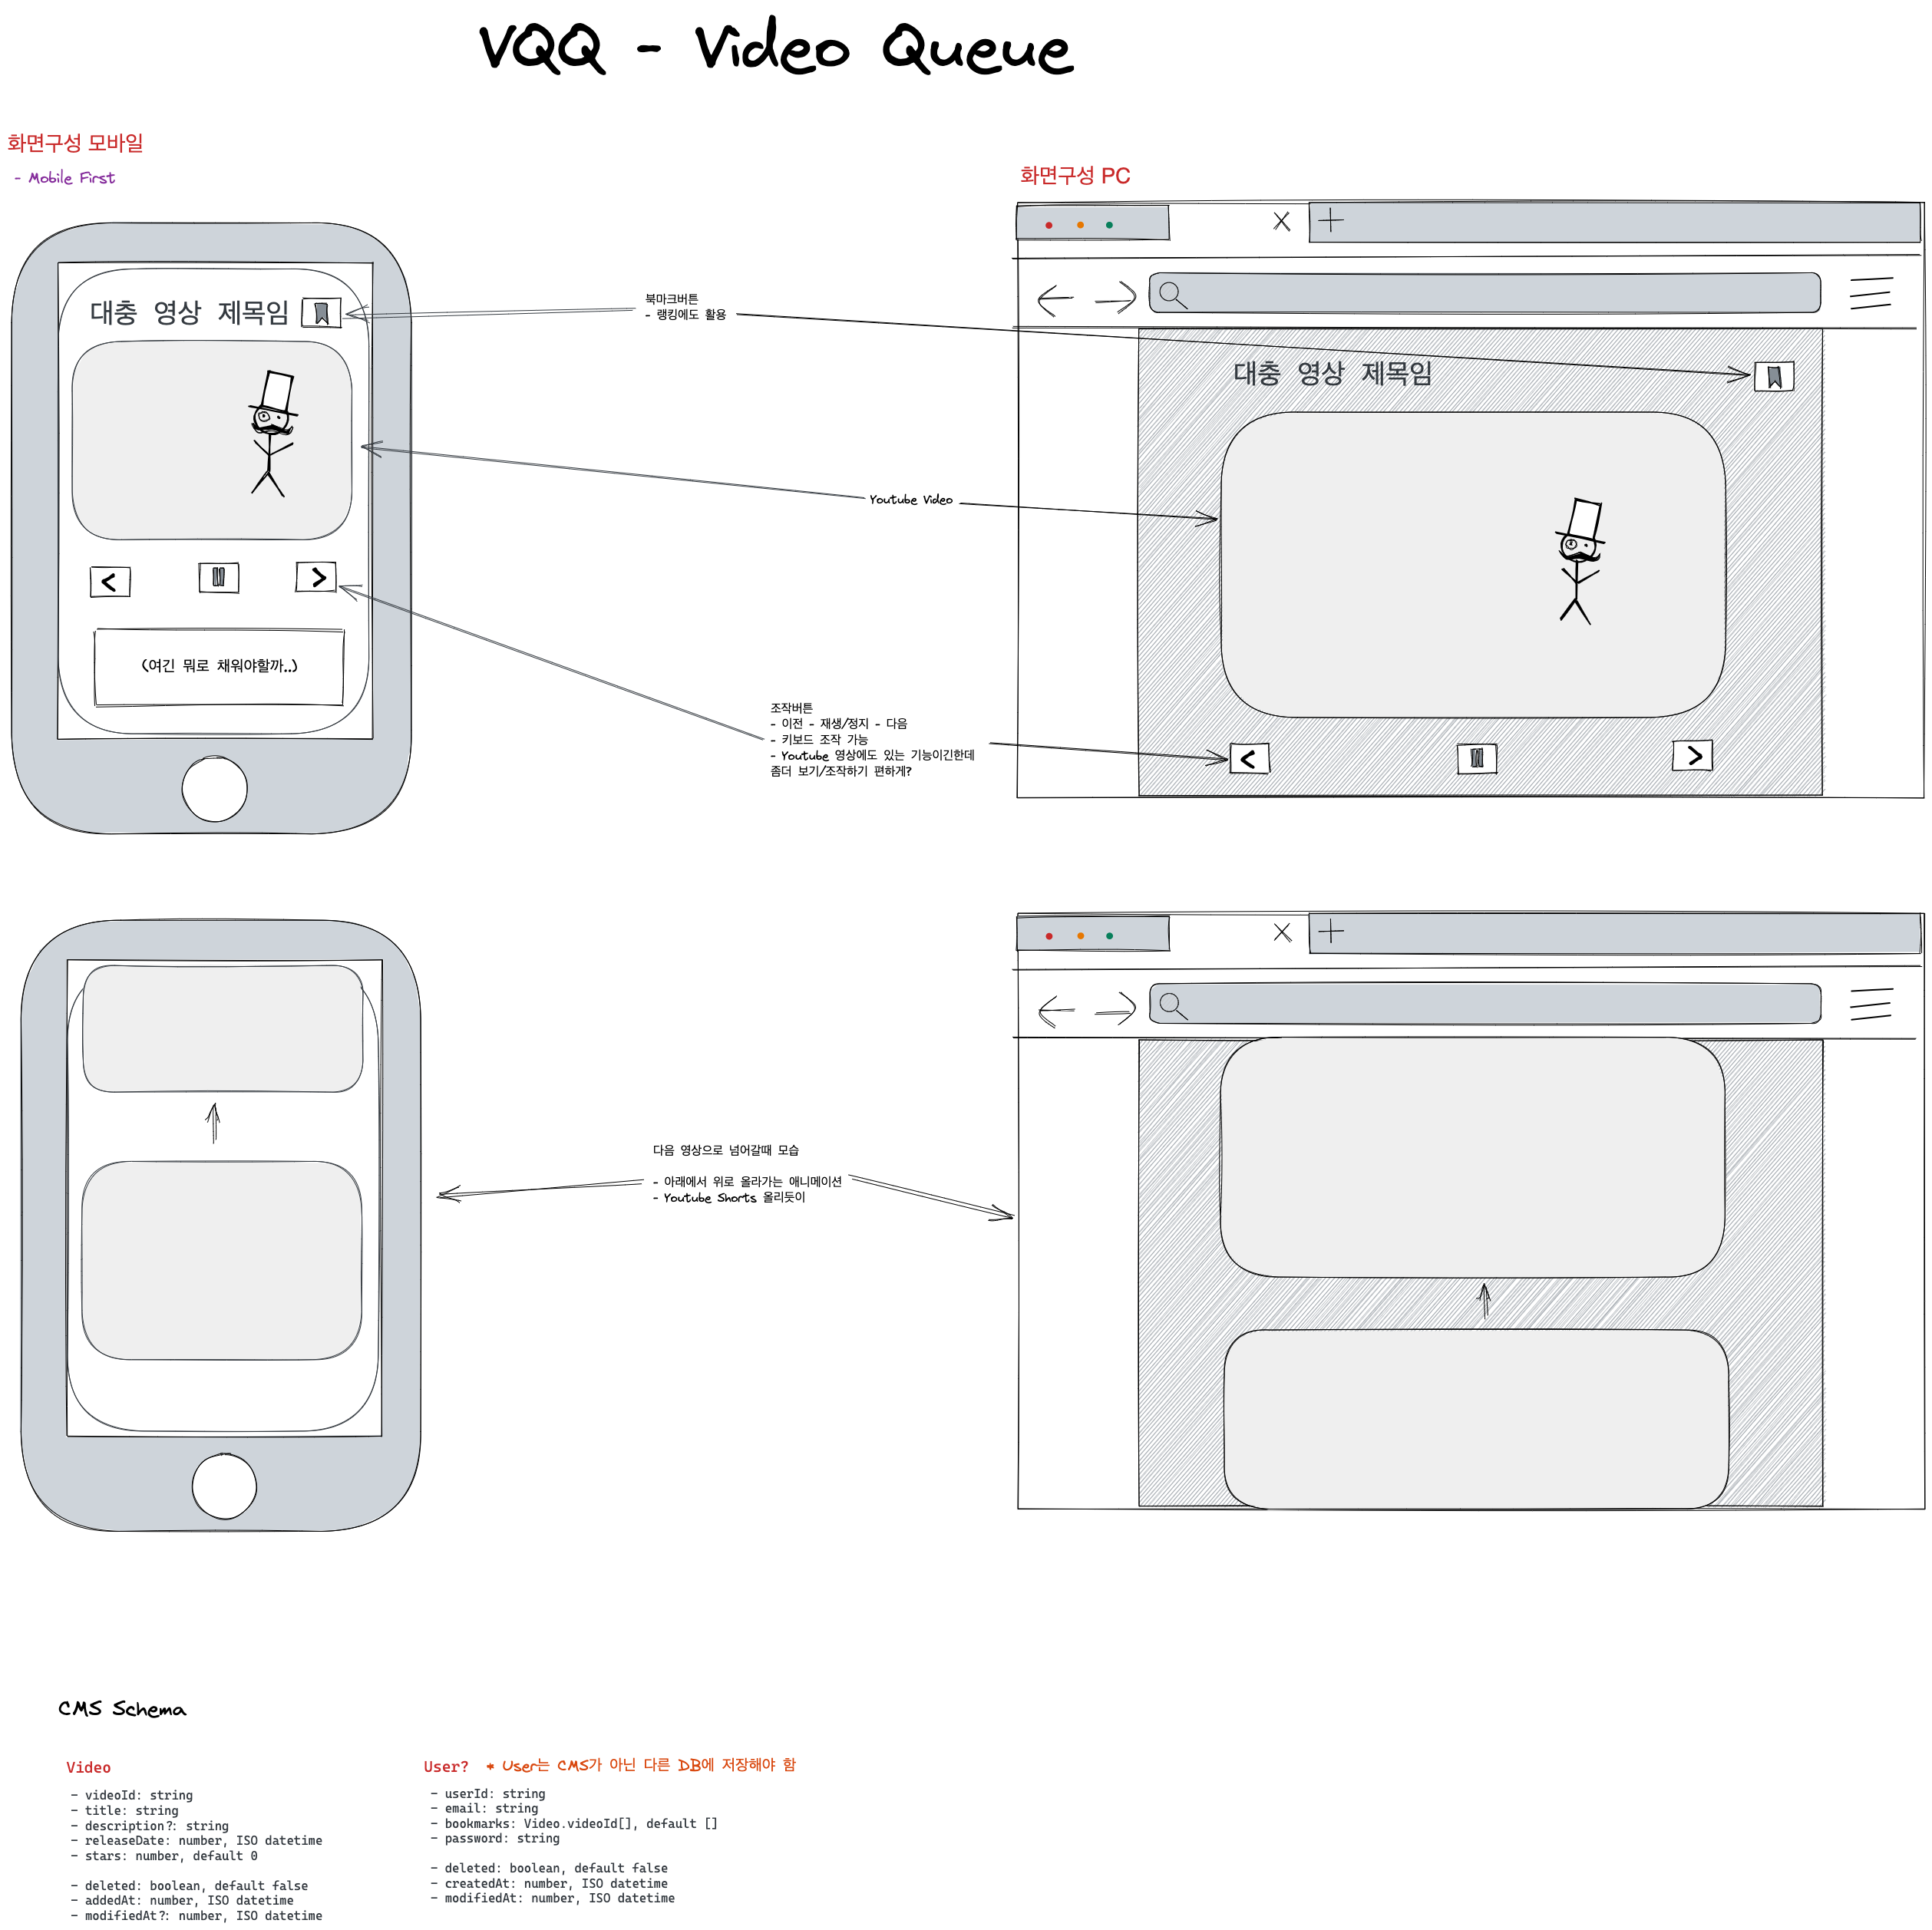 VQQ - Video Queue
화면구성 모바일
- Mobile First
화면구성 PC
대충 영상 제목임
북마크버튼
- 랭킹에도 활용
대충 영상 제목임
Youtube Video
(여긴 뭐로 채워야할까..)
조작버튼
- 이전 - 재생/정지 - 다음
- 키보드 조작 가능
- Youtube 영상에도 있는 기능이긴한데
좀더 보기/조작하기 편하게?
다음 영상으로 넘어갈때 모습
- 아래에서 위로 올라가는 애니메이션
- Youtube Shorts 올리듯이
CMS Schema
Video
- videoId: string
- title: string
- description?: string
- releaseDate: number, ISO datetime
- stars: number, default 0
- deleted: boolean, default false
- addedAt: number, ISO datetime
- modifiedAt?: number, ISO datetime
User? * User는 CMS가 아닌 다른 DB에 저장해야 함
- userId: string
- email: string
- bookmarks: Video.videoId[], default []
- password: string
- deleted: boolean, default false
- createdAt: number, ISO datetime
- modifiedAt: number, ISO datetime